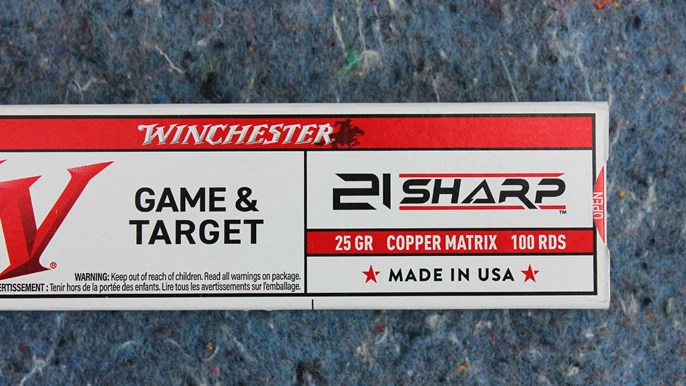 WINCHESTER
GAME &
TARGET
WARNING: Keep out of reach of children. Read all warnings on package.
ERTISSEMENT : Tenir hors de la portée des enfants. Lire tous les avertissements sur l'emballage.
21 SHARP™
25 GR COPPER MATRIX 100 RDS
★ MADE IN USA ★
OPEN
W®